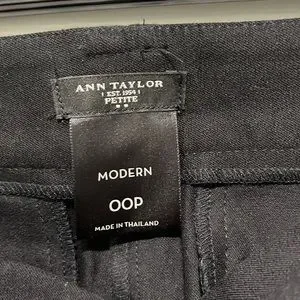 ANN TAYLOR
EST. 1954
PETITE
MODERN
00P
MADE IN THAILAND